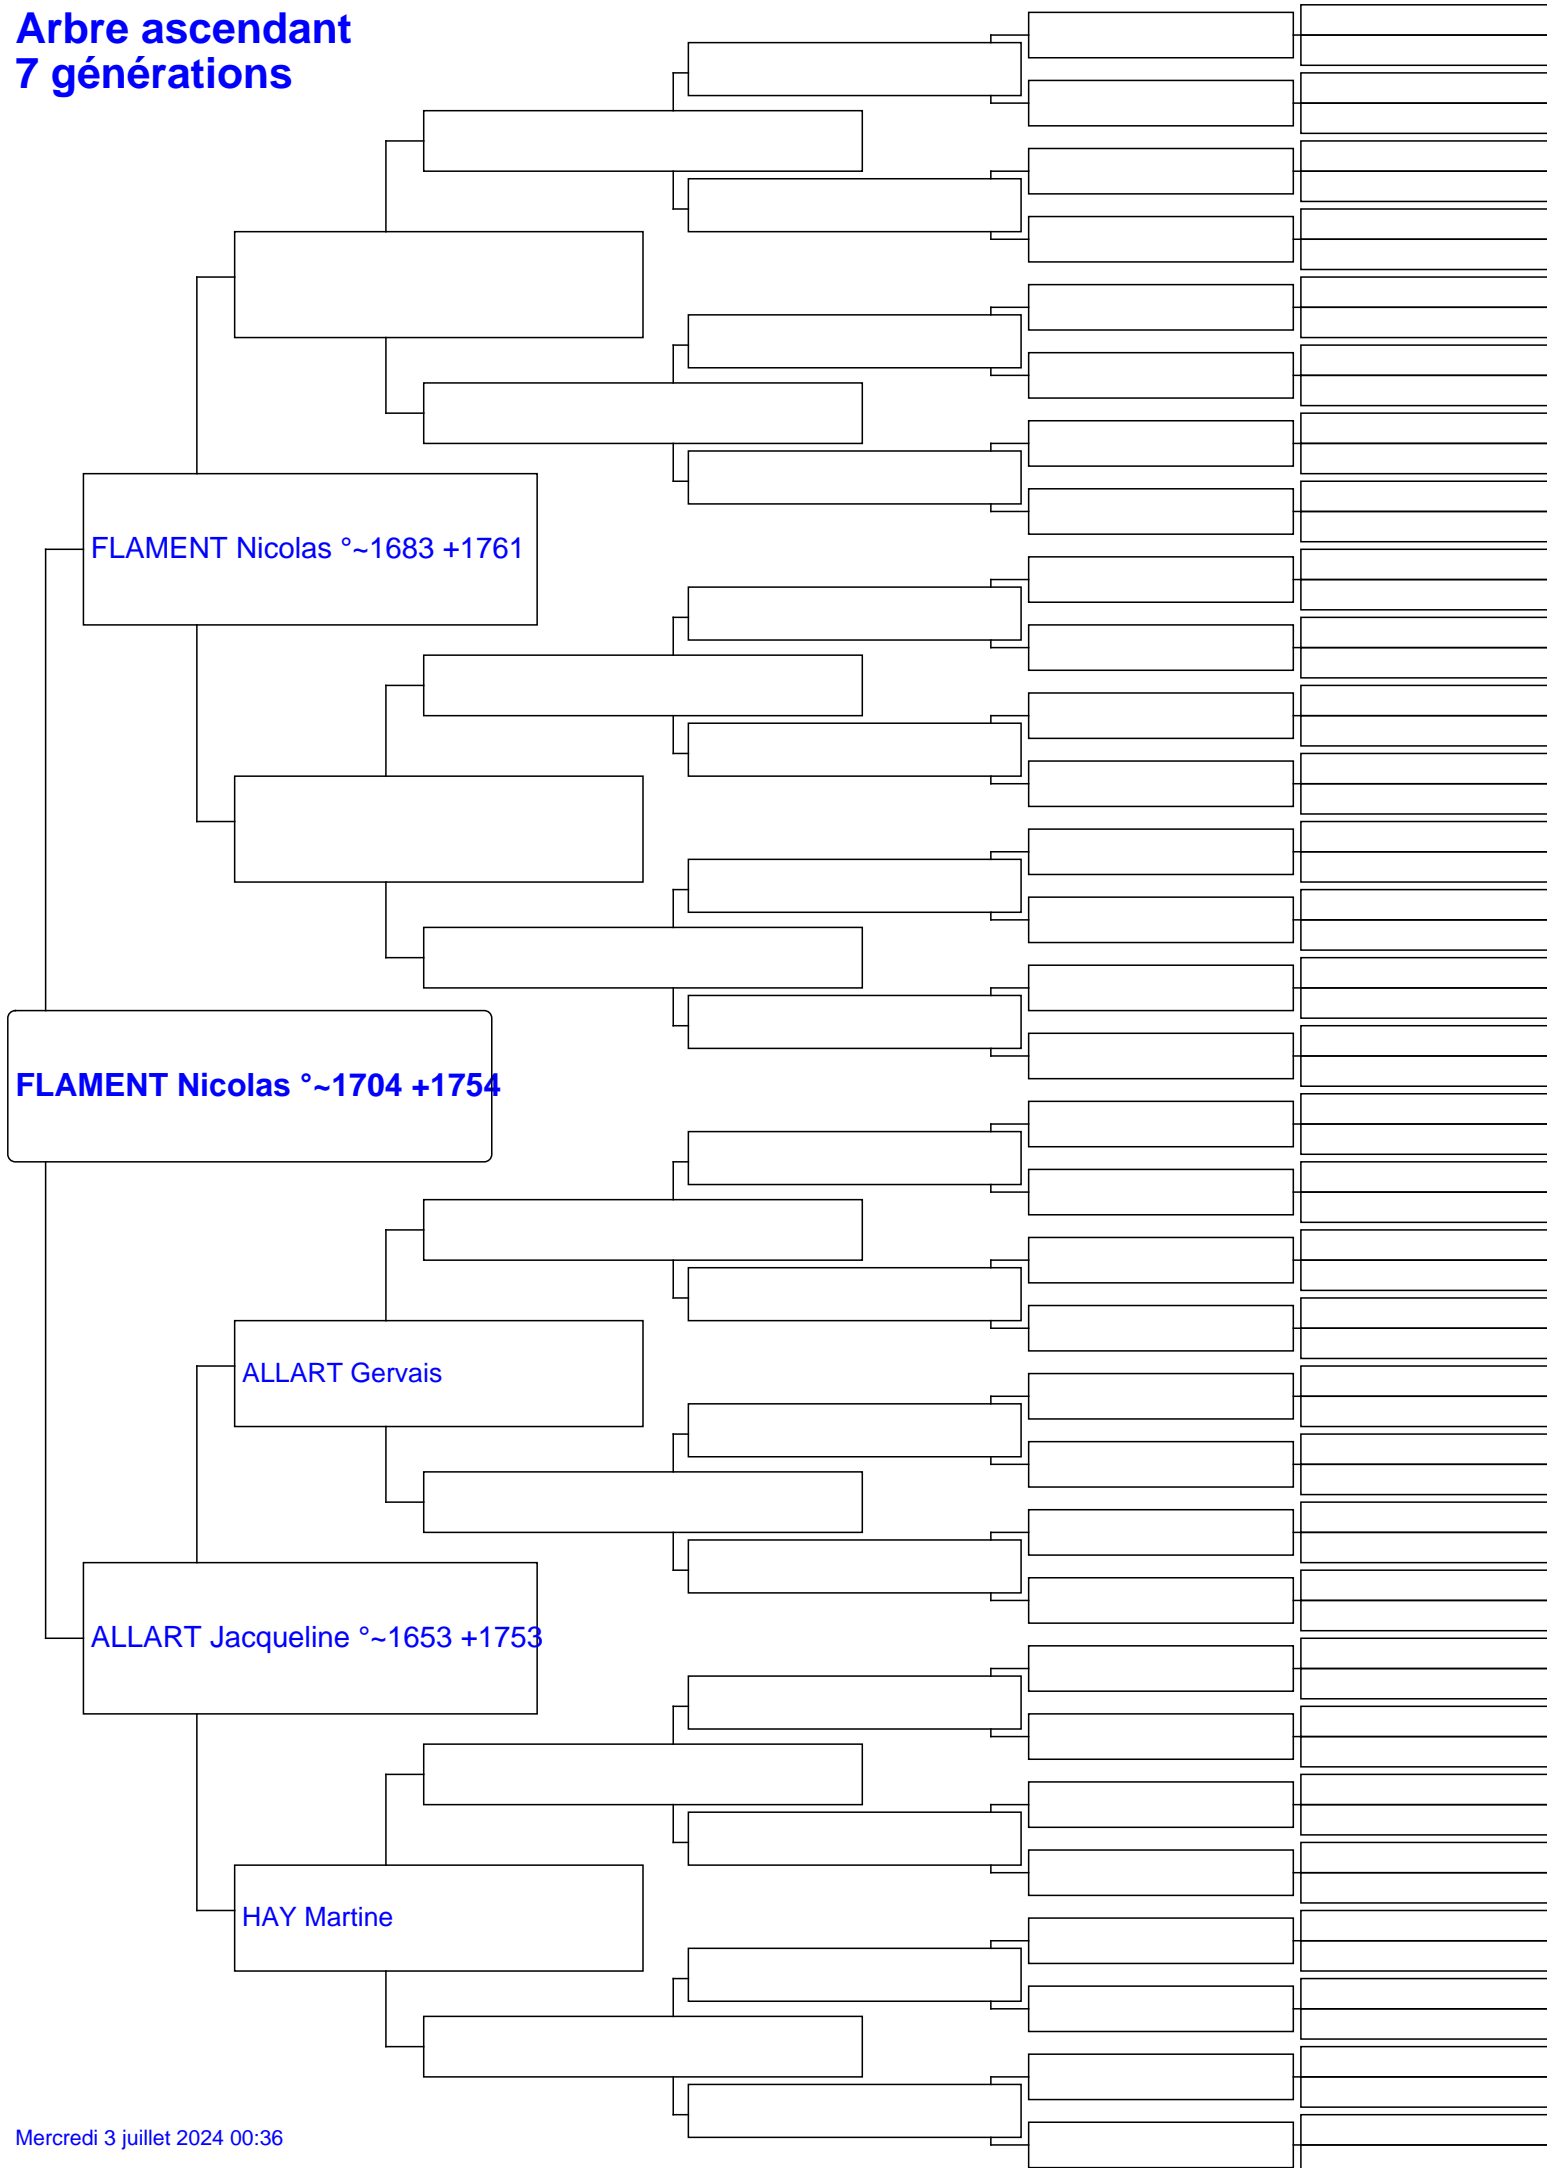 Arbre ascendant
7 générations
FLAMENT Nicolas °~1683 +1761
FLAMENT Nicolas °~1704 +1754
ALLART Gervais
ALLART Jacqueline °~1653 +1753
HAY Martine
Mercredi 3 juillet 2024 00:36